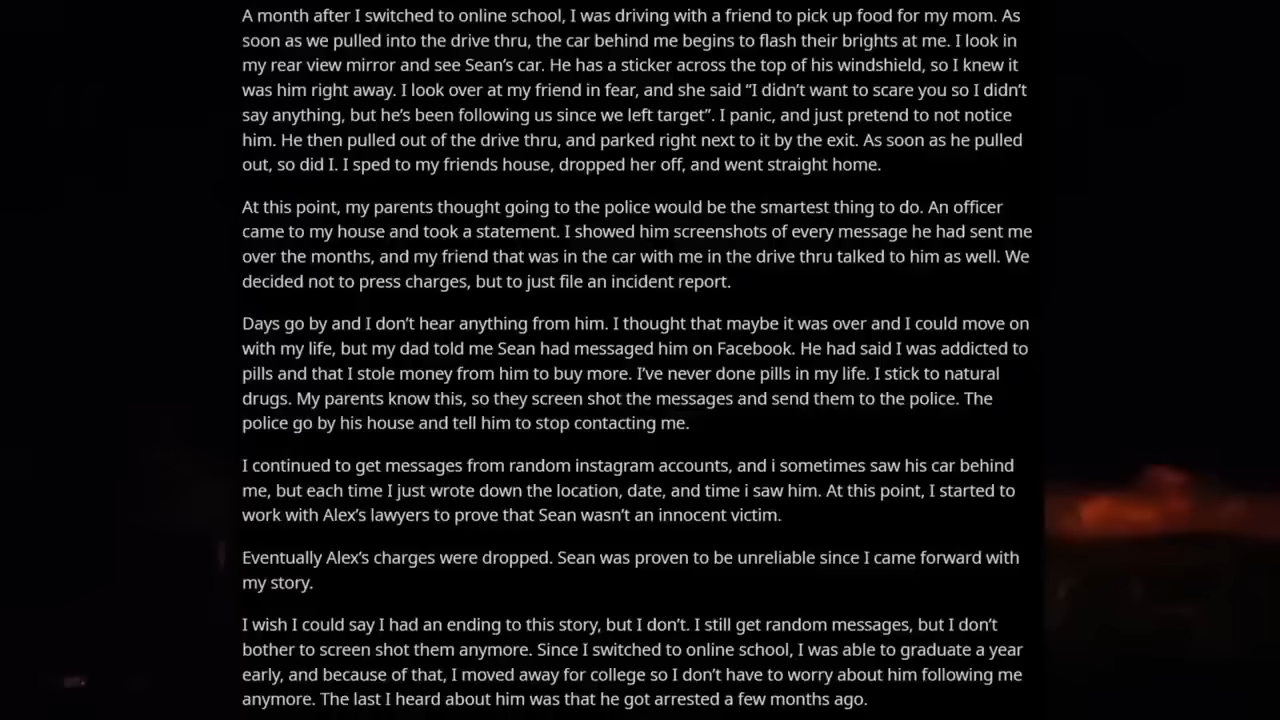 A month after I switched to online school, I was driving with a friend to pick up food for my mom. As
soon as we pulled into the drive thru, the car behind me begins to flash their brights at me. I look in
my rear view mirror and see Sean’s car. He has a sticker across the top of his windshield, so I knew it
was him right away. I look over at my friend in fear, and she said “I didn’t want to scare you so I didn’t
say anything, but he’s been following us since we left target”. I panic, and just pretend to not notice
him. He then pulled out of the drive thru, and parked right next to it by the exit. As soon as he pulled
out, so did I. I sped to my friends house, dropped her off, and went straight home.
At this point, my parents thought going to the police would be the smartest thing to do. An officer
came to my house and took a statement. I showed him screenshots of every message he had sent me
over the months, and my friend that was in the car with me in the drive thru talked to him as well. We
decided not to press charges, but to just file an incident report.
Days go by and I don’t hear anything from him. I thought that maybe it was over and I could move on
with my life, but my dad told me Sean had messaged him on Facebook. He had said I was addicted to
pills and that I stole money from him to buy more. I’ve never done pills in my life. I stick to natural
drugs. My parents know this, so they screen shot the messages and send them to the police. The
police go by his house and tell him to stop contacting me.
I continued to get messages from random instagram accounts, and i sometimes saw his car behind
me, but each time I just wrote down the location, date, and time i saw him. At this point, I started to
work with Alex’s lawyers to prove that Sean wasn’t an innocent victim.
Eventually Alex’s charges were dropped. Sean was proven to be unreliable since I came forward with
my story.
I wish I could say I had an ending to this story, but I don’t. I still get random messages, but I don’t
bother to screen shot them anymore. Since I switched to online school, I was able to graduate a year
early, and because of that, I moved away for college so I don’t have to worry about him following me
anymore. The last I heard about him was that he got arrested a few months ago.